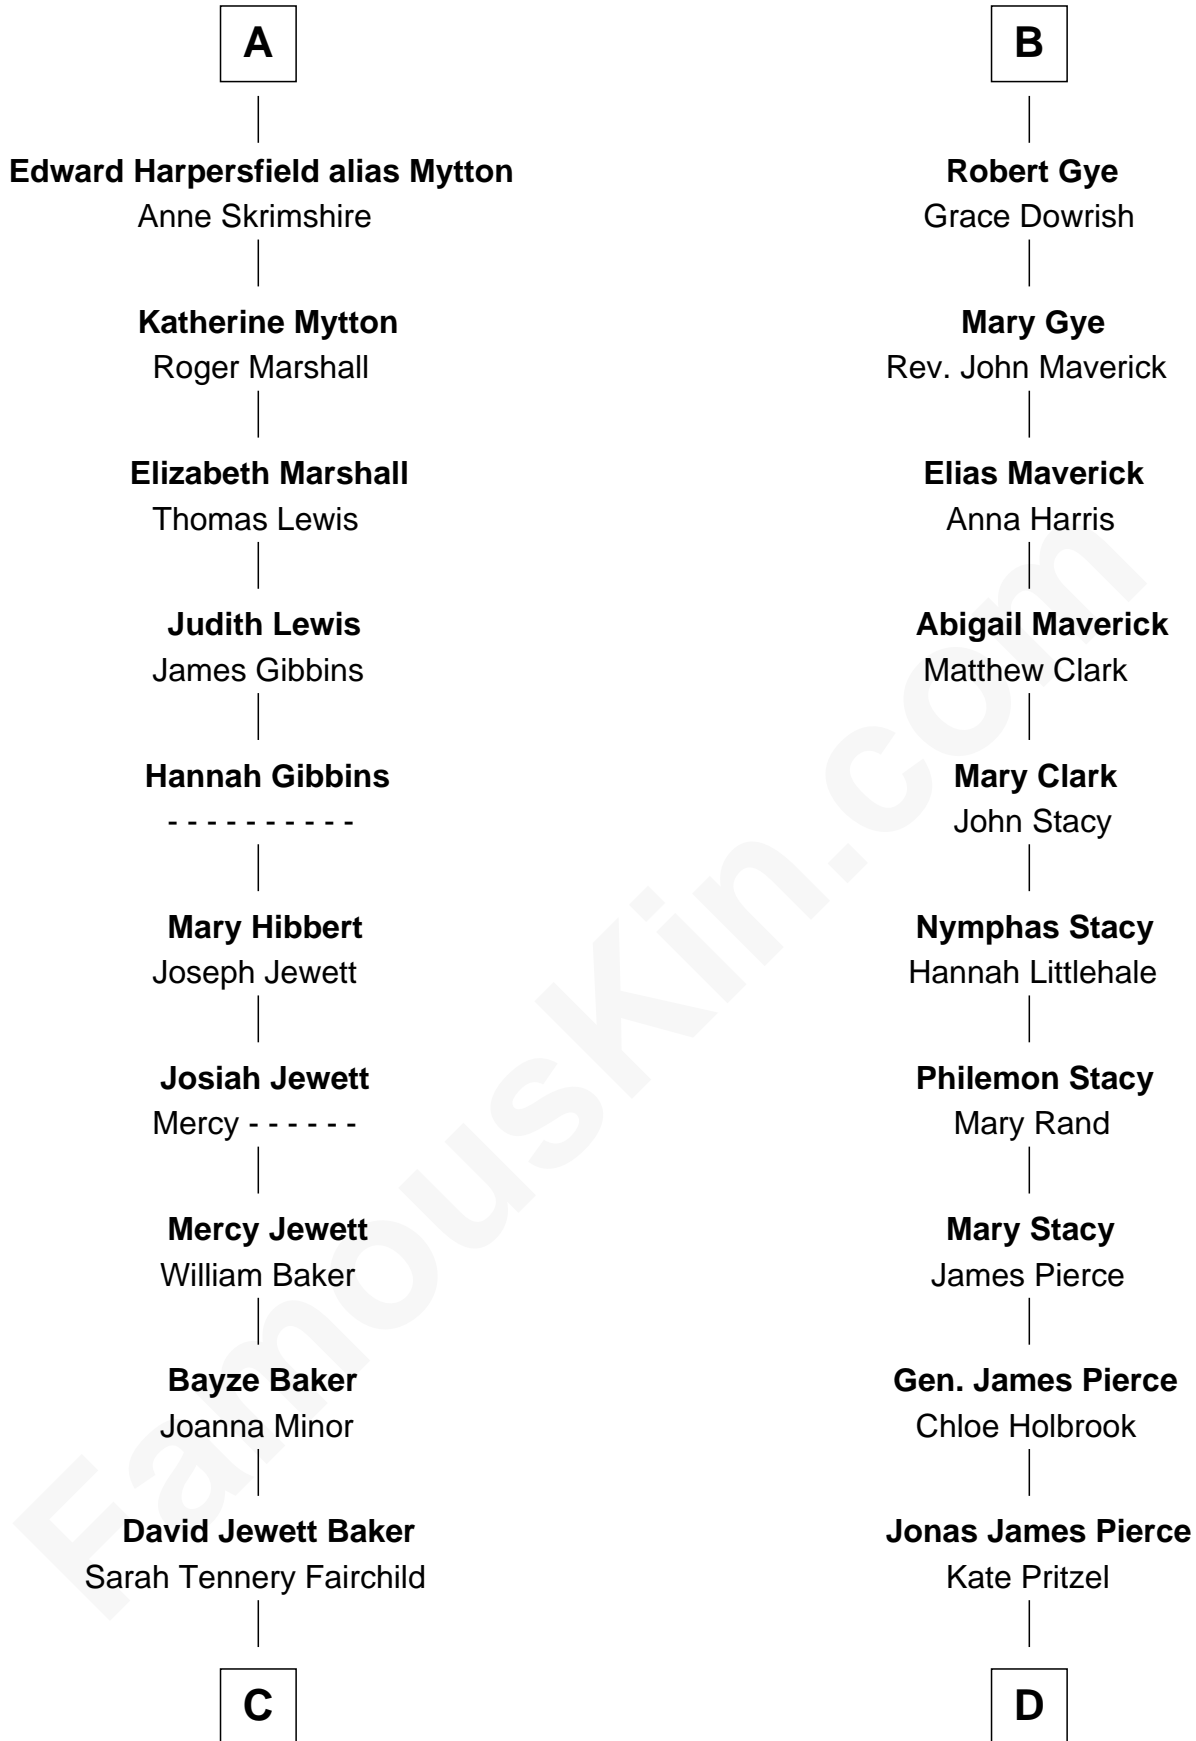 A
Edward Harpersfield alias Mytton
Anne Skrimshire
Katherine Mytton
Roger Marshall
Elizabeth Marshall
Thomas Lewis
Judith Lewis
James Gibbins
Hannah Gibbins
- - - - - - - - - -
Mary Hibbert
Joseph Jewett
Josiah Jewett
Mercy - - - - - -
Mercy Jewett
William Baker
Bayze Baker
Joanna Minor
David Jewett Baker
Sarah Tennery Fairchild
C
B
Robert Gye
Grace Dowrish
Mary Gye
Rev. John Maverick
Elias Maverick
Anna Harris
Abigail Maverick
Matthew Clark
Mary Clark
John Stacy
Nymphas Stacy
Hannah Littlehale
Philemon Stacy
Mary Rand
Mary Stacy
James Pierce
Gen. James Pierce
Chloe Holbrook
Jonas James Pierce
Kate Pritzel
D
FamousKin.com